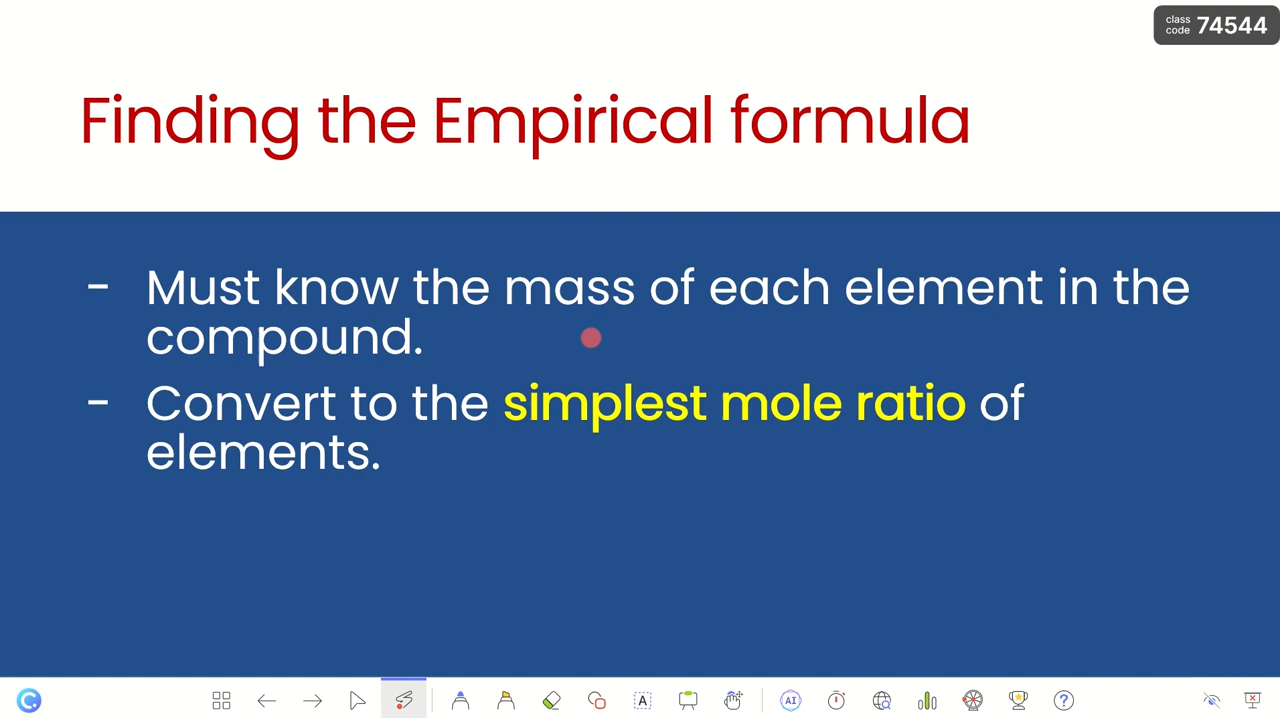 class
code 74544
Finding the Empirical formula
- Must know the mass of each element in the
compound.
- Convert to the simplest mole ratio of
elements.
A
AI
?